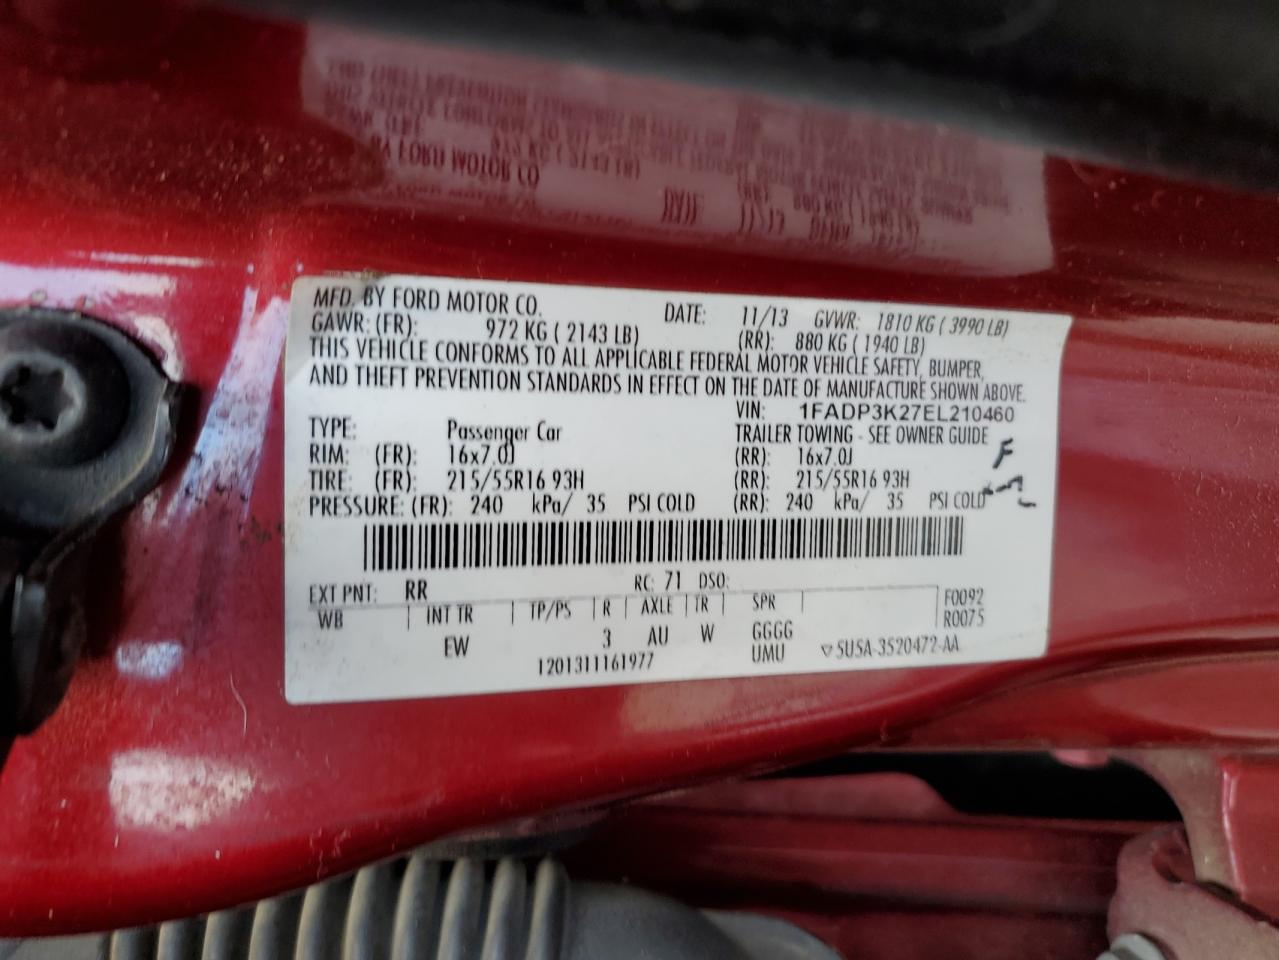 MFD. BY FORD MOTOR CO. DATE: 11/13 GVWR: 1810 KG ( 3990 LB)
GAWR: (FR): 972 KG ( 2143 LB) (RR): 880 KG ( 1940 LB)
THIS VEHICLE CONFORMS TO ALL APPLICABLE FEDERAL MOTOR VEHICLE SAFETY, BUMPER,
AND THEFT PREVENTION STANDARDS IN EFFECT ON THE DATE OF MANUFACTURE SHOWN ABOVE.
VIN: 1FADP3K27EL210460
TYPE: Passenger Car TRAILER TOWING - SEE OWNER GUIDE
RIM: (FR): 16x7.0J (RR): 16x7.0J F
TIRE: (FR): 215/55R16 93H (RR): 215/55R16 93H
PRESSURE: (FR): 240 kPa/ 35 PSI COLD (RR): 240 kPa/ 35 PSI COLD
EXT PNT: RR RC: 71 DSO: F0092
WB INT TR TP/PS R AXLE TR SPR R0075
EW 3 AU W GGGG
1201311161977 UMU ▽5U5A-3520472-AA